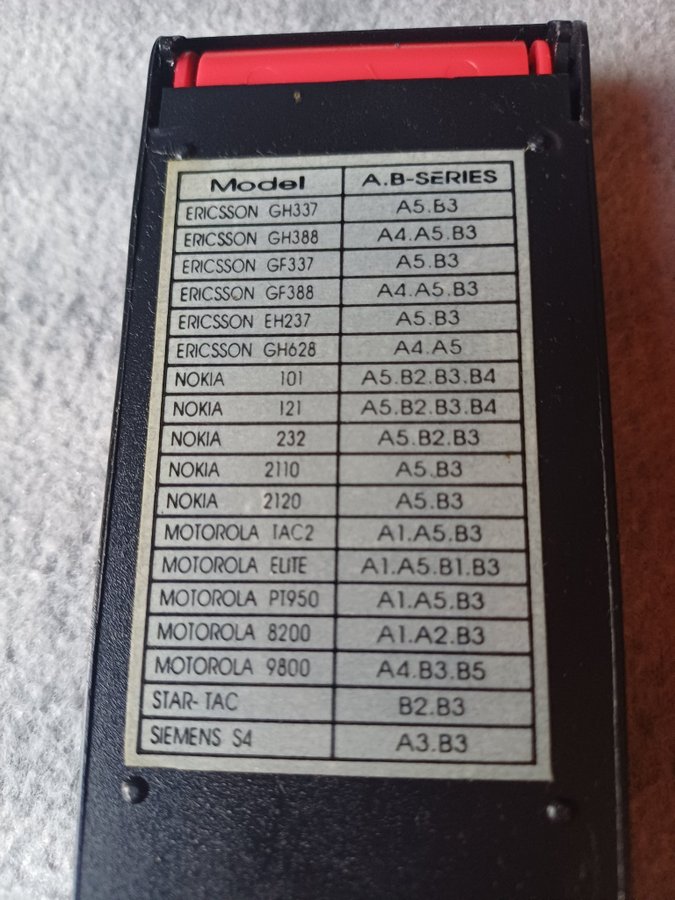 Model A.B-SERIES
ERICSSON GH337 A5.B3
ERICSSON GH388 A4.A5.B3
ERICSSON GF337 A5.B3
ERICSSON GF388 A4.A5.B3
ERICSSON EH237 A5.B3
ERICSSON GH628 A4.A5
NOKIA 101 A5.B2.B3.B4
NOKIA 121 A5.B2.B3.B4
NOKIA 232 A5.B2.B3
NOKIA 2110 A5.B3
NOKIA 2120 A5.B3
MOTOROLA TAC2 A1.A5.B3
MOTOROLA ELITE A1.A5.B1.B3
MOTOROLA PT950 A1.A5.B3
MOTOROLA 8200 A1.A2.B3
MOTOROLA 9800 A4.B3.B5
STAR-TAC B2.B3
SIEMENS S4 A3.B3